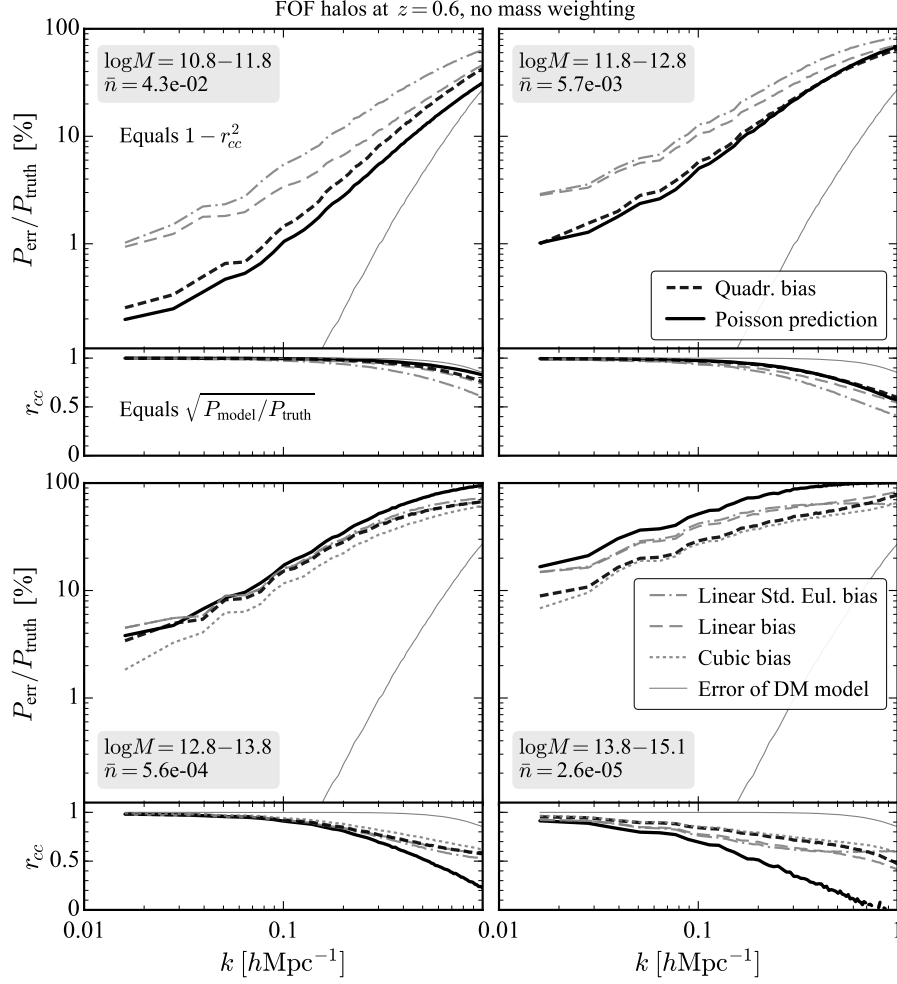 FOF halos at z = 0.6, no mass weighting
100
10
1
P_err/P_truth [%]
logM = 10.8−11.8
n̄ = 4.3e-02
Equals 1 − r_cc^2
logM = 11.8−12.8
n̄ = 5.7e-03
Quadr. bias
Poisson prediction
1
0.5
0
r_cc
Equals √P_model/P_truth
100
10
1
P_err/P_truth [%]
logM = 12.8−13.8
n̄ = 5.6e-04
Linear Std. Eul. bias
Linear bias
Cubic bias
Error of DM model
logM = 13.8−15.1
n̄ = 2.6e-05
1
0.5
0
r_cc
0.01 0.1 0.01 0.1 1
k [hMpc⁻¹] k [hMpc⁻¹]